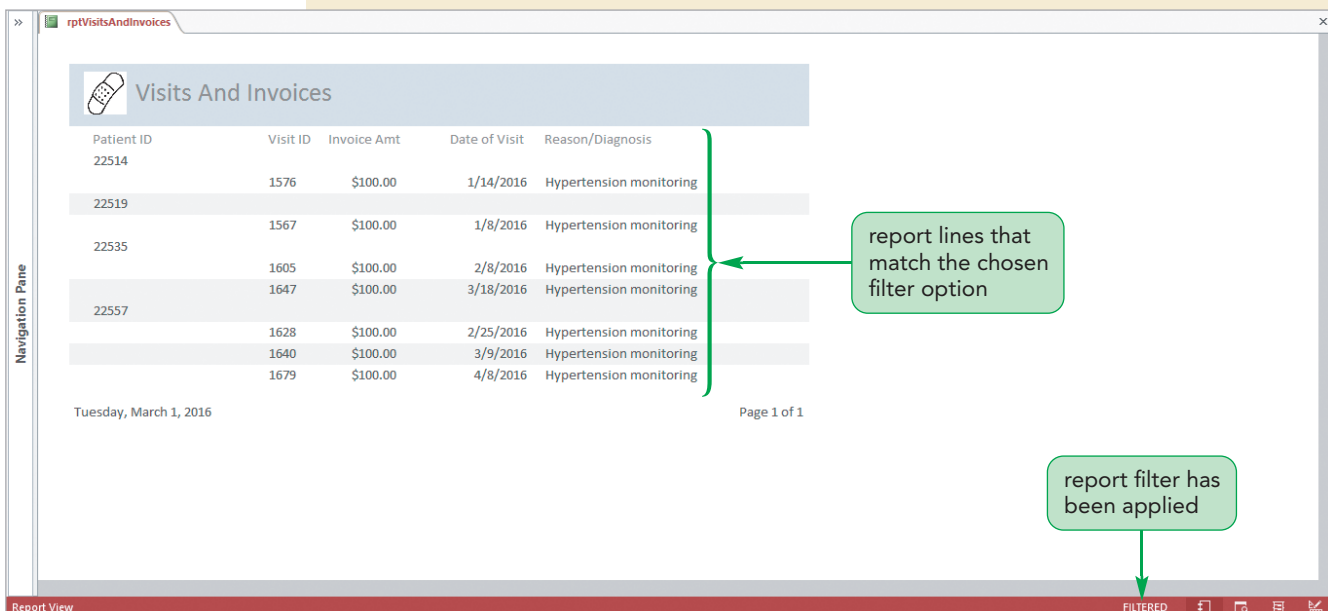 rptVisitsAndInvoices
Visits And Invoices
Patient ID Visit ID Invoice Amt Date of Visit Reason/Diagnosis
22514
1576 $100.00 1/14/2016 Hypertension monitoring
22519
1567 $100.00 1/8/2016 Hypertension monitoring
22535
1605 $100.00 2/8/2016 Hypertension monitoring
1647 $100.00 3/18/2016 Hypertension monitoring
22557
1628 $100.00 2/25/2016 Hypertension monitoring
1640 $100.00 3/9/2016 Hypertension monitoring
1679 $100.00 4/8/2016 Hypertension monitoring
Tuesday, March 1, 2016 Page 1 of 1
Navigation Pane
report lines that
match the chosen
filter option
report filter has
been applied
Report View FILTERED